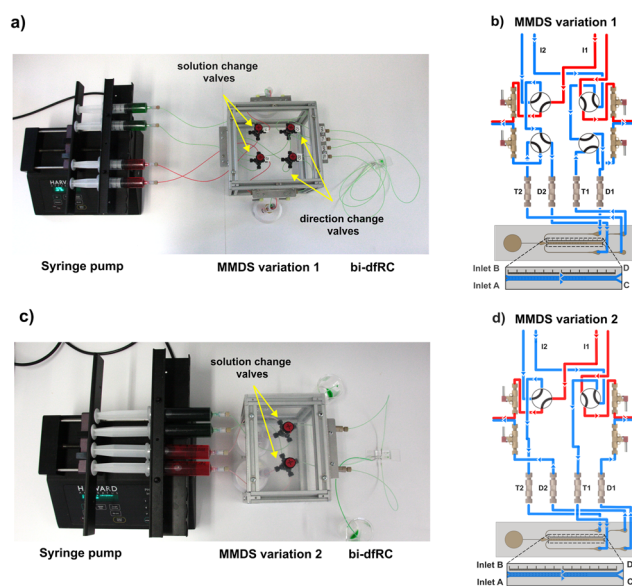 a)
solution change
valves
direction change
valves
Syringe pump
MMDS variation 1
bi-dfRC
b)
MMDS variation 1
I2
I1
T2
D2
T1
D1
Inlet B
D
Inlet A
C
c)
solution change
valves
HARVARD
Syringe pump
MMDS variation 2
bi-dfRC
d)
MMDS variation 2
I2
I1
T2
D2
T1
D1
Inlet B
D
Inlet A
C